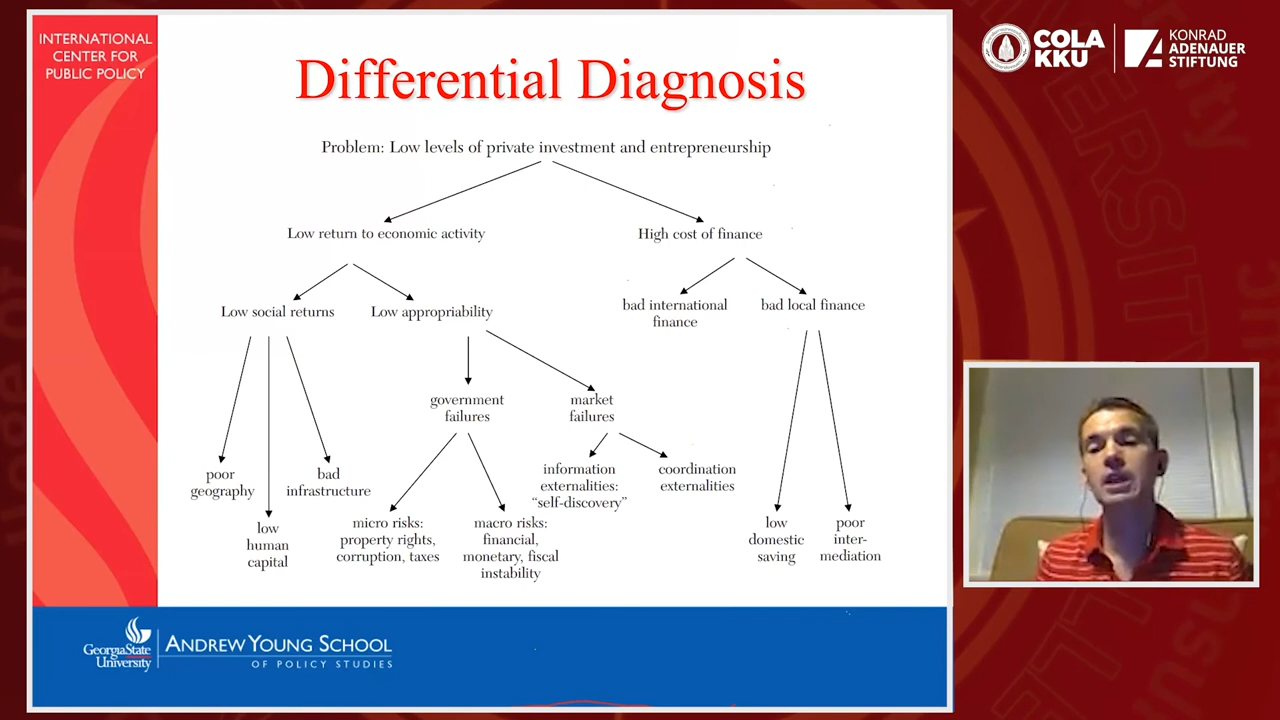 INTERNATIONAL
CENTER FOR
PUBLIC POLICY
Differential Diagnosis
Problem: Low levels of private investment and entrepreneurship
Low return to economic activity
High cost of finance
Low social returns
Low appropriability
bad international
finance
bad local finance
government
failures
market
failures
poor
geography
low
human
capital
bad
infrastructure
micro risks:
property rights,
corruption, taxes
macro risks:
financial,
monetary, fiscal
instability
information
externalities:
“self-discovery”
coordination
externalities
low
domestic
saving
poor
inter-
mediation
GeorgiaState
University
ANDREW YOUNG SCHOOL
OF POLICY STUDIES
COLA
KKU
KONRAD
ADENAUER
STIFTUNG